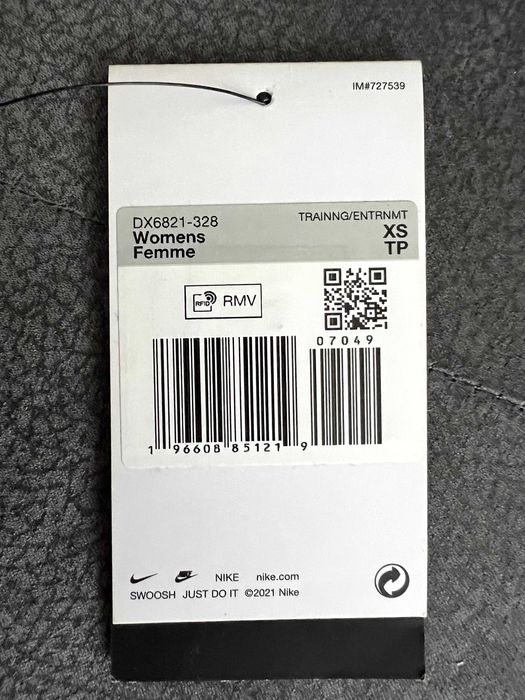 IM#727539
DX6821-328
TRAINNG/ENTRNMT
Womens
XS
Femme
TP
RFID RMV
07049
1 96608 85121 9
NIKE nike.com
SWOOSH JUST DO IT ©2021 Nike